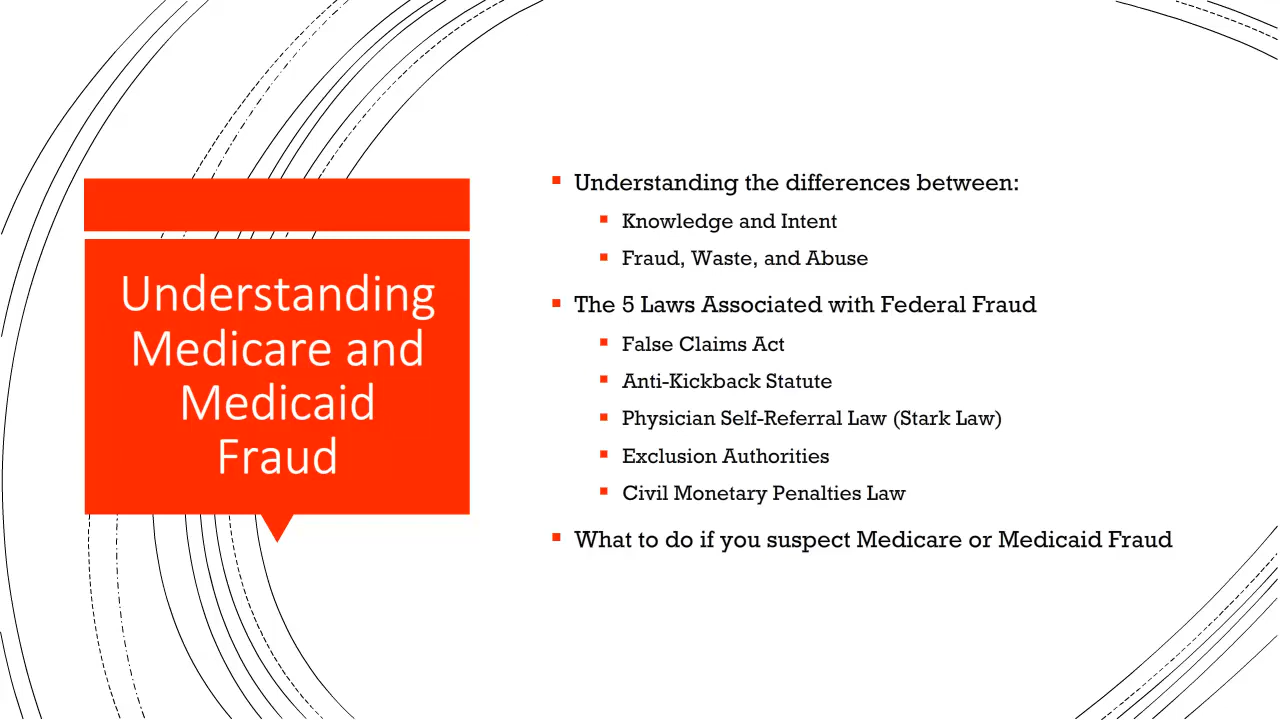 Understanding
Medicare and
Medicaid
Fraud
Understanding the differences between:
Knowledge and Intent
Fraud, Waste, and Abuse
The 5 Laws Associated with Federal Fraud
False Claims Act
Anti-Kickback Statute
Physician Self-Referral Law (Stark Law)
Exclusion Authorities
Civil Monetary Penalties Law
What to do if you suspect Medicare or Medicaid Fraud